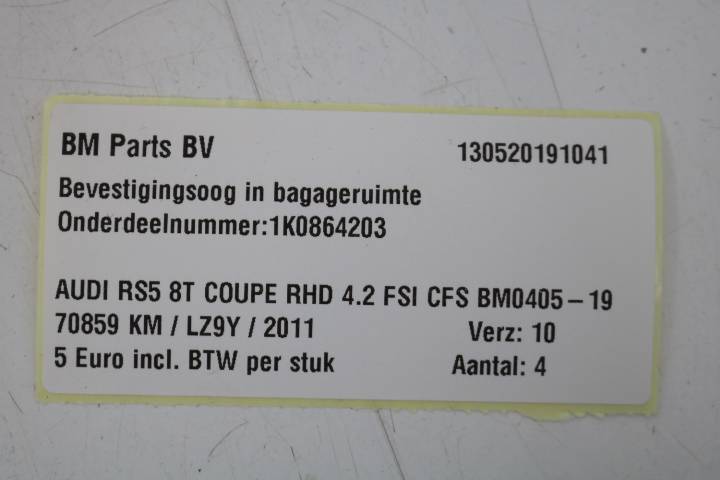 BM Parts BV 130520191041
Bevestigingsoog in bagageruimte
Onderdeelnummer:1K0864203
AUDI RS5 8T COUPE RHD 4.2 FSI CFS BM0405-19
70859 KM / LZ9Y / 2011 Verz: 10
5 Euro incl. BTW per stuk Aantal: 4